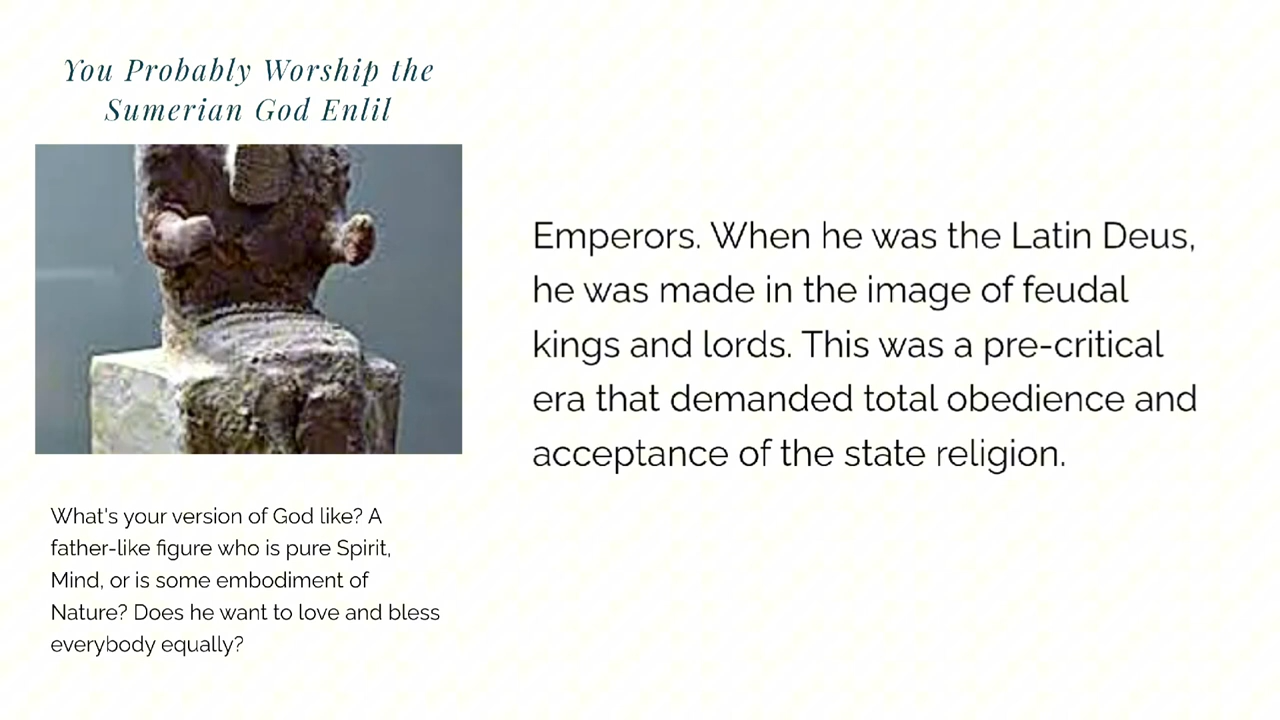 You Probably Worship the
Sumerian God Enlil
What's your version of God like? A
father-like figure who is pure Spirit,
Mind, or is some embodiment of
Nature? Does he want to love and bless
everybody equally?
Emperors. When he was the Latin Deus,
he was made in the image of feudal
kings and lords. This was a pre-critical
era that demanded total obedience and
acceptance of the state religion.